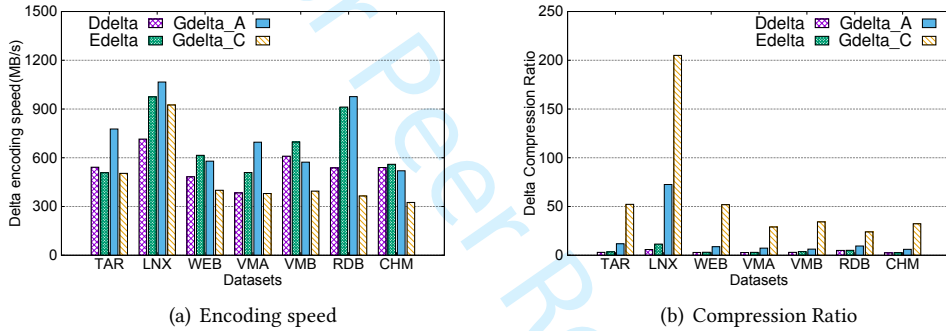 Ddelta Gdelta_A
Edelta Gdelta_C
1500
1200
900
600
300
0
Delta encoding speed(MB/s)
TAR LNX WEB VMA VMB RDB CHM
Datasets
(a) Encoding speed
Ddelta Gdelta_A
Edelta Gdelta_C
250
200
150
100
50
0
Delta Compression Ratio
TAR LNX WEB VMA VMB RDB CHM
Datasets
(b) Compression Ratio
Peer Re